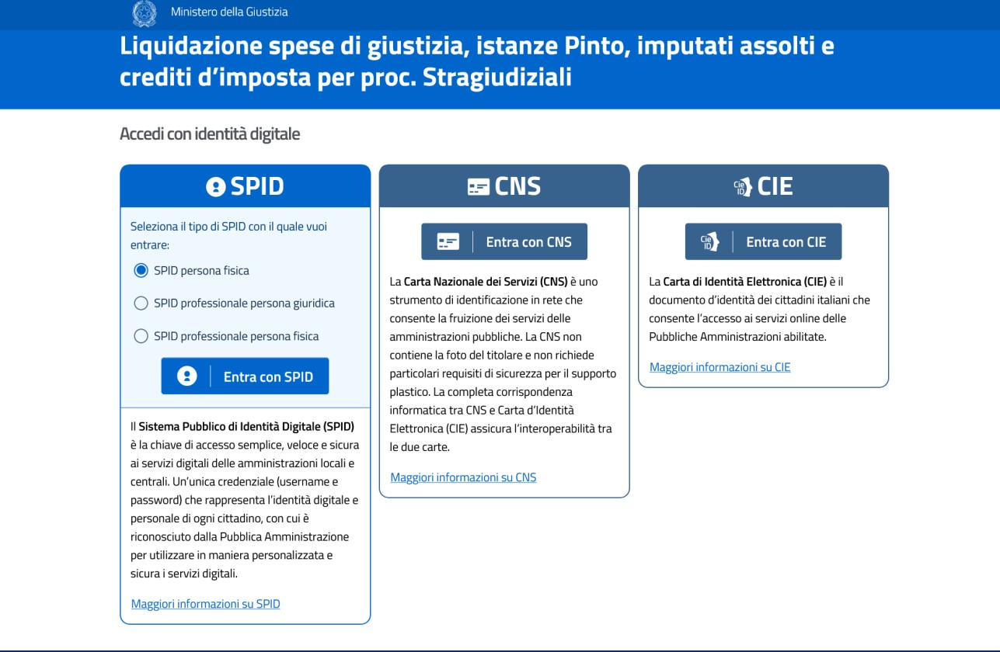 Ministero della Giustizia
Liquidazione spese di giustizia, istanze Pinto, imputati assolti e
crediti d’imposta per proc. Stragiudiziali
Accedi con identità digitale
SPID
Seleziona il tipo di SPID con il quale vuoi
entrare:
SPID persona fisica
SPID professionale persona giuridica
SPID professionale persona fisica
Entra con SPID
Il Sistema Pubblico di Identità Digitale (SPID)
è la chiave di accesso semplice, veloce e sicura
ai servizi digitali delle amministrazioni locali e
centrali. Un’unica credenziale (username e
password) che rappresenta l’identità digitale e
personale di ogni cittadino, con cui è
riconosciuto dalla Pubblica Amministrazione
per utilizzare in maniera personalizzata e
sicura i servizi digitali.
Maggiori informazioni su SPID
CNS
Entra con CNS
La Carta Nazionale dei Servizi (CNS) è uno
strumento di identificazione in rete che
consente la fruizione dei servizi delle
amministrazioni pubbliche. La CNS non
contiene la foto del titolare e non richiede
particolari requisiti di sicurezza per il supporto
plastico. La completa corrispondenza
informatica tra CNS e Carta d’Identità
Elettronica (CIE) assicura l’interoperabilità tra
le due carte.
Maggiori informazioni su CNS
Cie
ID
CIE
Cie
ID
Entra con CIE
La Carta di Identità Elettronica (CIE) è il
documento d’identità dei cittadini italiani che
consente l’accesso ai servizi online delle
Pubbliche Amministrazioni abilitate.
Maggiori informazioni su CIE